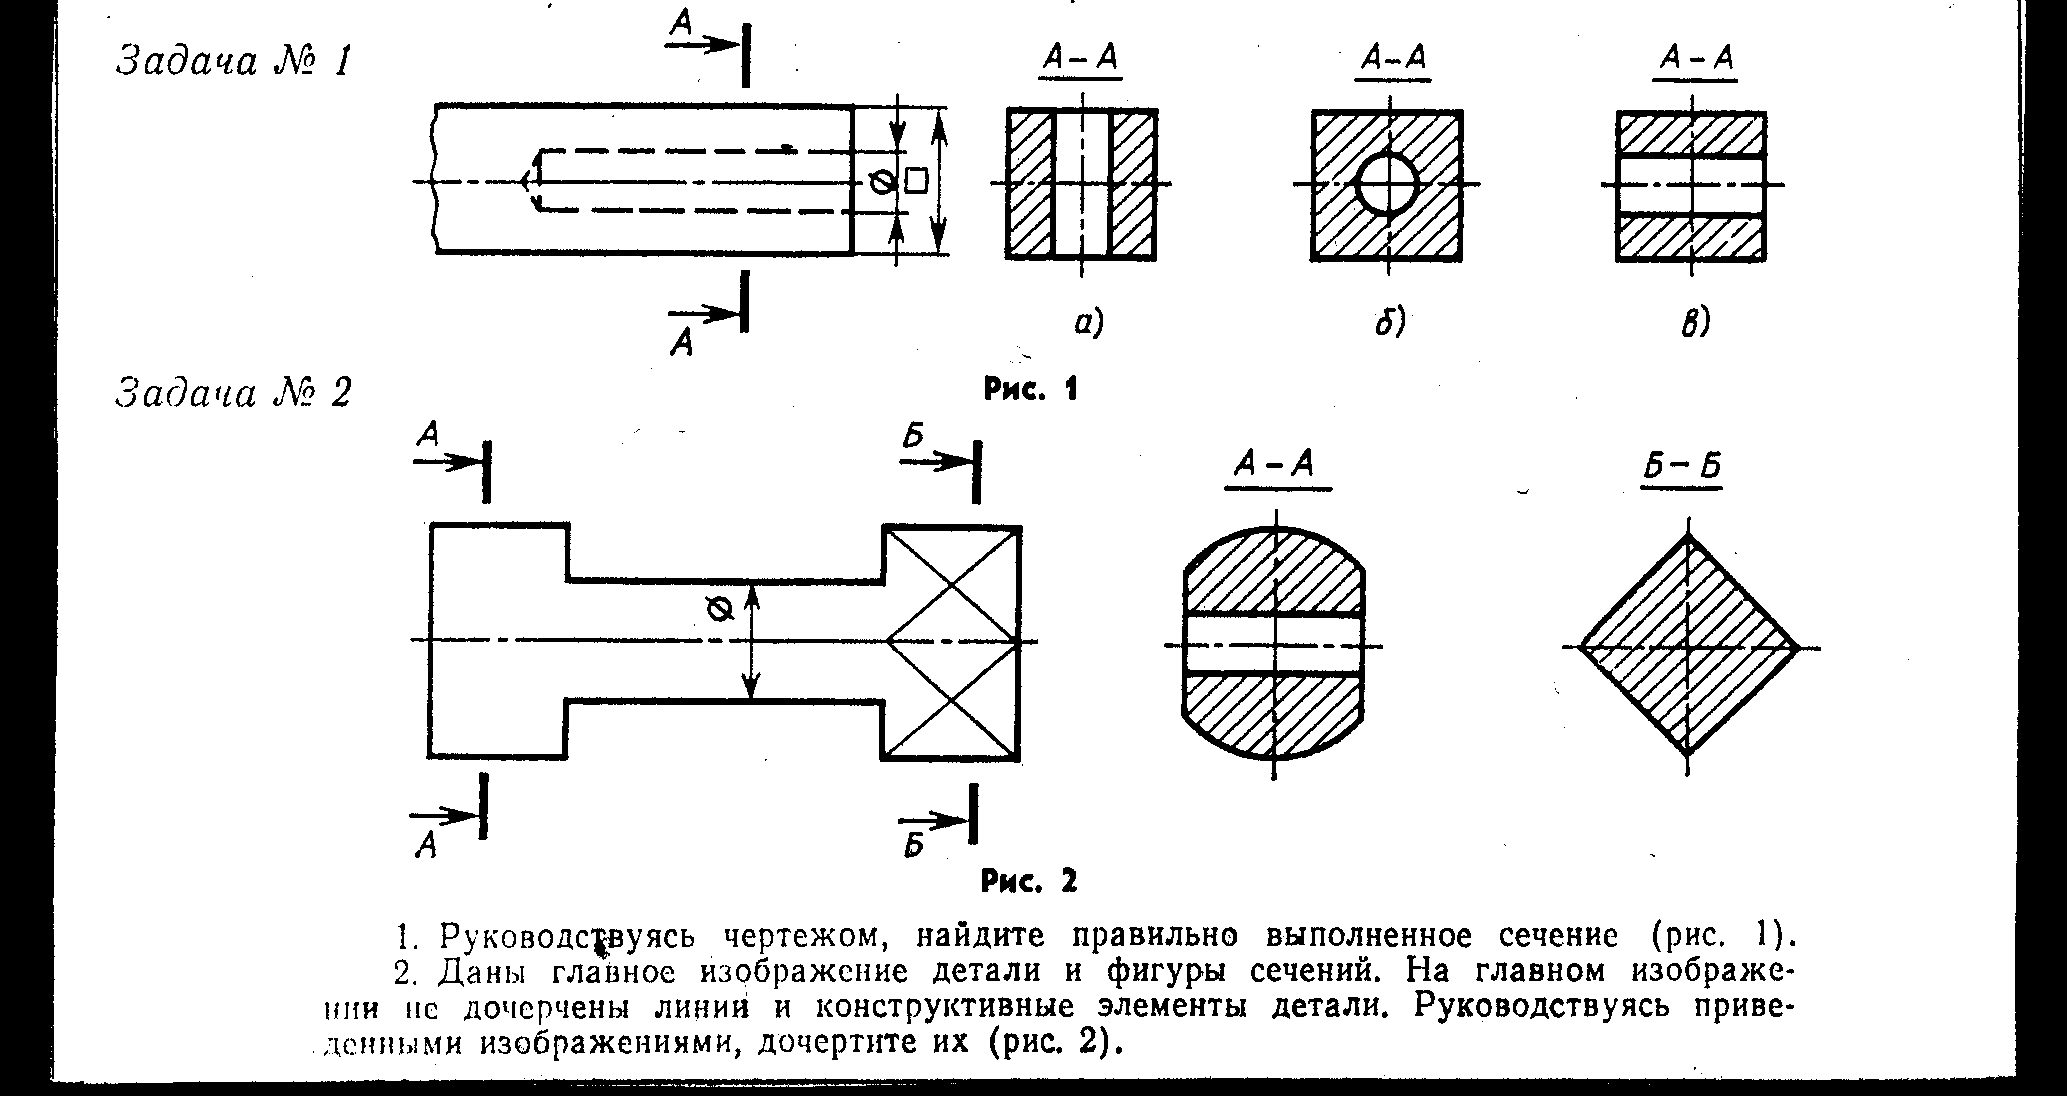 Задача № 1
А
А
ø □
А–А
А–А
А–А
а)
б)
в)
Рис. 1
Задача № 2
А
Б
ø
А
Б
А–А
Б–Б
Рис. 2
1. Руководствуясь чертежом, найдите правильно выполненное сечение (рис. 1).
2. Даны главное изображение детали и фигуры сечений. На главном изображе-
нии не дочерчены линии и конструктивные элементы детали. Руководствуясь приве-
денными изображениями, дочертите их (рис. 2).